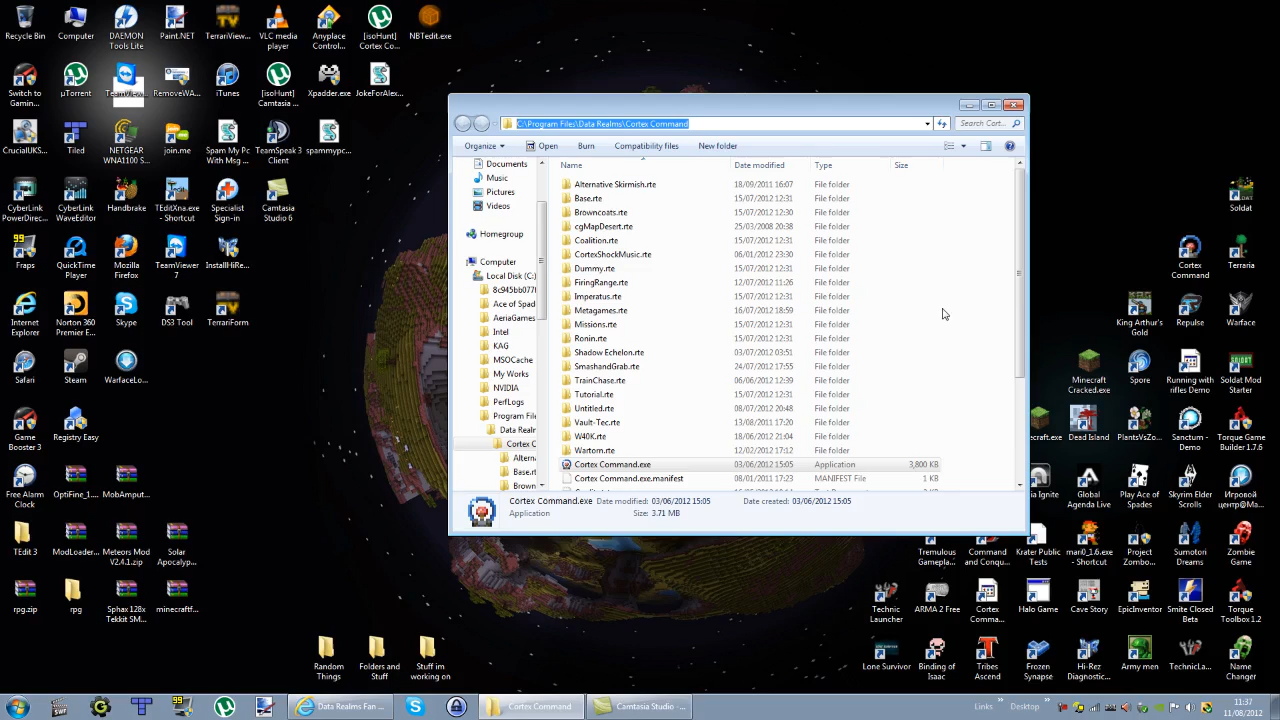 Recycle Bin
Computer
DAEMON Tools Lite
Paint.NET
TerrariView...
VLC media player
Anyplace Control...
[isoHunt] Cortex Co...
NBTedit.exe
Switch to Gamin...
µTorrent
TeamView...
RemoveWA...
iTunes
[isoHunt] Camtasia ...
Xpadder.exe
JokeForAlex...
CrucialUKS...
Tiled
NETGEAR WNA1100 S...
join.me
Spam My PC With Msg ...
TeamSpeak 3 Client
spammypc...
CyberLink PowerDirec...
CyberLink WaveEditor
Handbrake
TEditXna.exe - Shortcut
Specialist Sign-in
Camtasia Studio 6
Fraps
QuickTime Player
Mozilla Firefox
TeamViewer 7
InstallHiRe...
Internet Explorer
Norton 360 Premier E...
Skype
DS3 Tool
TerrariForm
Safari
Steam
WarfaceLo...
Game Booster 3
Registry Easy
Free Alarm Clock
OptiFine_1...
MobAmput...
TEdit 3
ModLoader...
Meteors Mod V2.4.1.zip
Solar Apocalyp...
rpg.zip
rpg
Sphax 128x Tekkit SM...
minecraftf...
Random Things
Folders and Stuff
Stuff im working on
C:\Program Files\Data Realms\Cortex Command
Search Cort...
Organize
Open
Burn
Compatibility files
New folder
Documents
Music
Pictures
Videos
Homegroup
Computer
Local Disk (C:)
8c945bb077f
Ace of Spad
AeriaGames
Intel
KAG
MSOCache
My Works
NVIDIA
PerfLogs
Program File
Data Realm
Cortex C
Altern
Base.rt
Brown
Name Date modified Type Size
Alternative Skirmish.rte 18/09/2011 16:07 File folder
Base.rte 15/07/2012 12:31 File folder
Browncoats.rte 15/07/2012 12:30 File folder
cgMapDesert.rte 25/03/2008 20:38 File folder
Coalition.rte 15/07/2012 12:31 File folder
CortexShockMusic.rte 06/01/2012 23:30 File folder
Dummy.rte 15/07/2012 12:31 File folder
FiringRange.rte 12/07/2012 11:26 File folder
Imperatus.rte 15/07/2012 12:31 File folder
Metagames.rte 16/07/2012 18:59 File folder
Missions.rte 15/07/2012 12:31 File folder
Ronin.rte 15/07/2012 12:31 File folder
Shadow Echelon.rte 03/07/2012 03:51 File folder
SmashandGrab.rte 24/07/2012 17:55 File folder
TrainChase.rte 06/06/2012 12:39 File folder
Tutorial.rte 15/07/2012 12:31 File folder
Untitled.rte 08/07/2012 20:48 File folder
Vault-Tec.rte 13/08/2011 17:20 File folder
W40K.rte 18/06/2012 21:04 File folder
Wartom.rte 12/02/2012 17:12 File folder
Cortex Command.exe 03/06/2012 15:05 Application 3,800 KB
Cortex Command.exe.manifest 08/01/2011 17:23 MANIFEST File 1 KB
Cortex Command.exe Date modified: 03/06/2012 15:05 Date created: 03/06/2012 15:05
Application Size: 3.71 MB
Soldat
Cortex Command
Terraria
King Arthur's Gold
Repulse
Warface
Minecraft Cracked.exe
Spore
Running with rifles Demo
Soldat Mod Starter
craft.exe
Dead Island
PlantsVsZo...
Sanctum - Demo
Torque Game Builder 1.7.6
ia Ignite
Global Agenda Live
Play Ace of Spades
Skyrim Elder Scrolls
Игровой центр@Ma...
Tremulous Gamepla...
Command and Conqu...
Krater Public Tests
mari0_1.6.exe - Shortcut
Project Zombo...
Sumotori Dreams
Zombie Game
Technic Launcher
ARMA 2 Free
Cortex Comma...
Halo Game
Cave Story
EpicInventor
Smite Closed Beta
Torque Toolbox 1.2
Lone Survivor
Binding of Isaac
Tribes Ascend
Frozen Synapse
Hi-Rez Diagnostic...
Army men
TechnicLa...
Name Changer
Data Realms Fan ...
Cortex Command
Camtasia Studio -...
Links
Desktop
11:37
11/08/2012